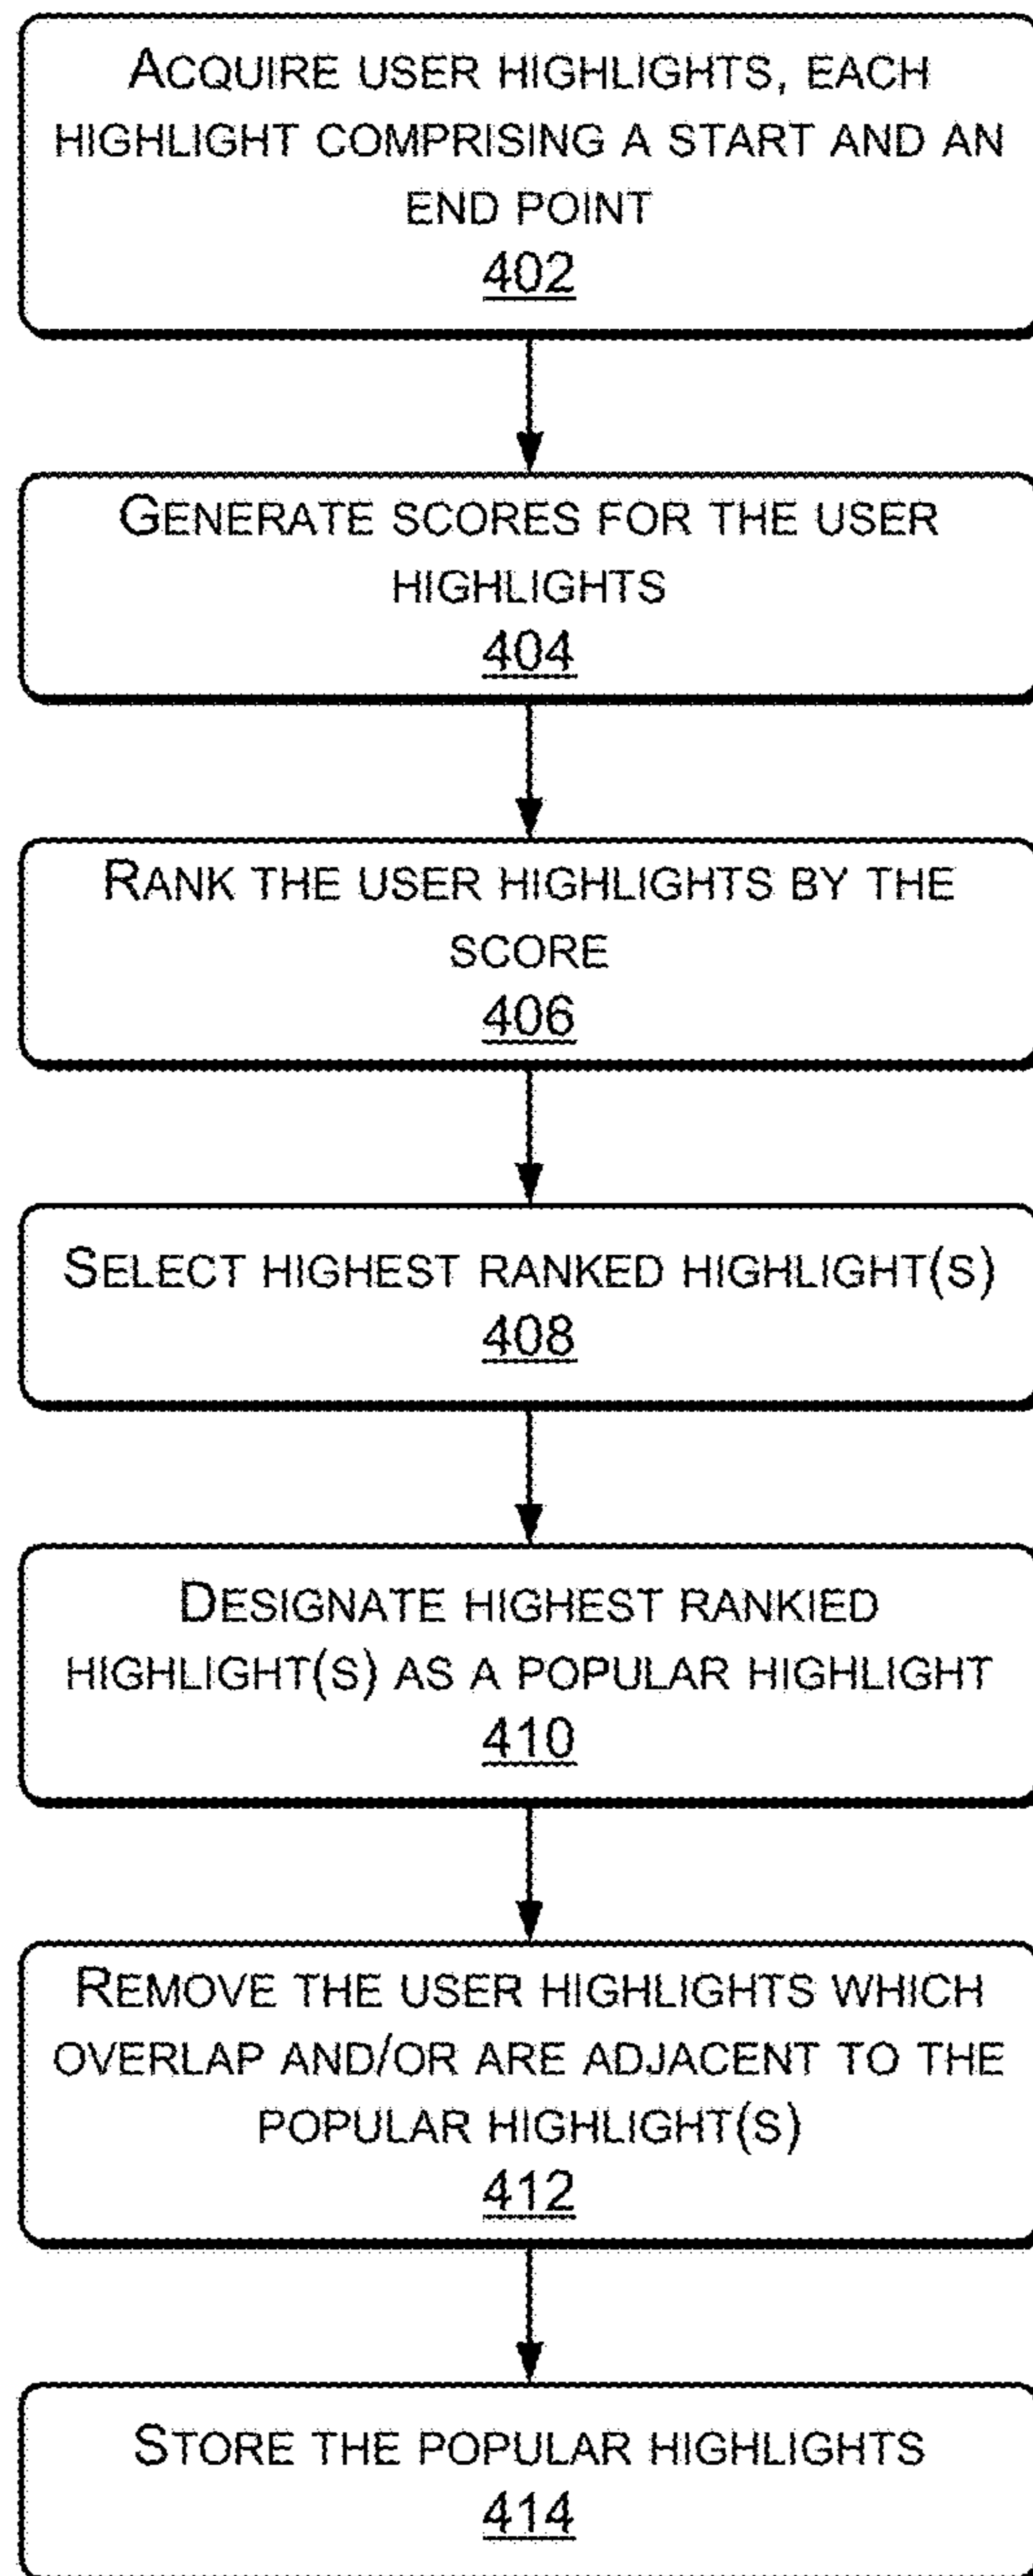 ACQUIRE USER HIGHLIGHTS, EACH
HIGHLIGHT COMPRISING A START AND AN
END POINT
402
GENERATE SCORES FOR THE USER
HIGHLIGHTS
404
RANK THE USER HIGHLIGHTS BY THE
SCORE
406
SELECT HIGHEST RANKED HIGHLIGHT(S)
408
DESIGNATE HIGHEST RANKIED
HIGHLIGHT(S) AS A POPULAR HIGHLIGHT
410
REMOVE THE USER HIGHLIGHTS WHICH
OVERLAP AND/OR ARE ADJACENT TO THE
POPULAR HIGHLIGHT(S)
412
STORE THE POPULAR HIGHLIGHTS
414